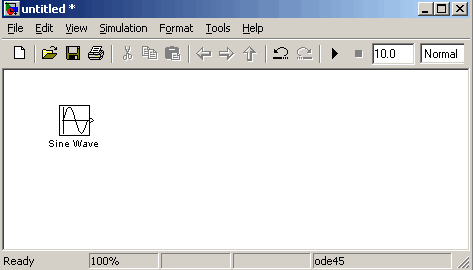 untitled *
File Edit View Simulation Format Tools Help
10.0 Normal
Sine Wave
Ready 100% ode45